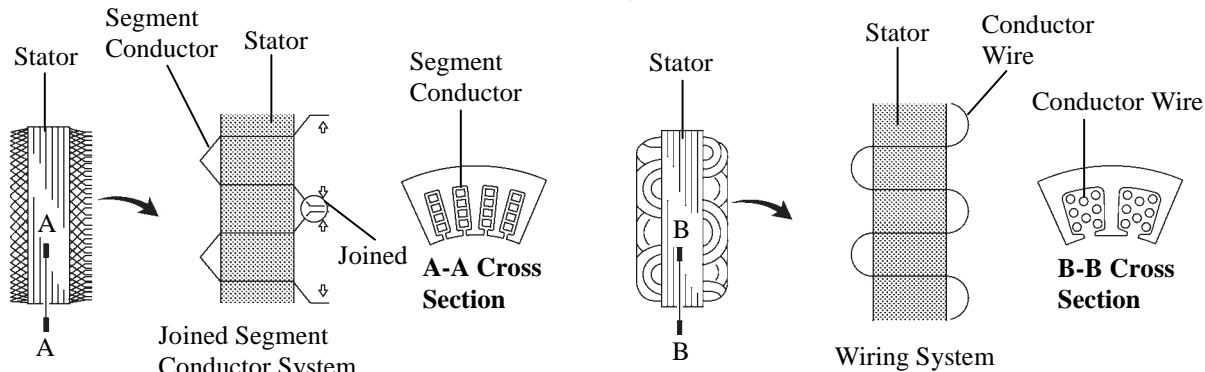 Segment
Conductor
Stator
Stator
A
A
Joined
Joined Segment
Conductor System
Segment
Conductor
A-A Cross
Section
Stator
B
B
Stator
Conductor
Wire
Wiring System
Conductor Wire
B-B Cross
Section